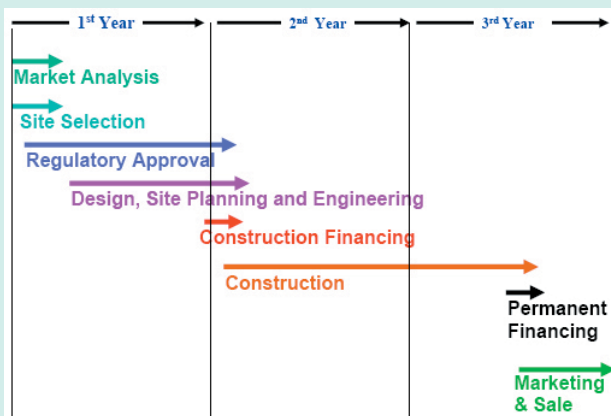 1st Year 2nd Year 3rd Year
Market Analysis
Site Selection
Regulatory Approval
Design, Site Planning and Engineering
Construction Financing
Construction
Permanent
Financing
Marketing
& Sale